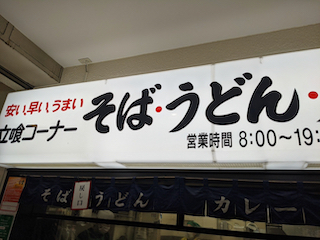 安い、早い、うまい
立喰コーナー
そば・うどん・
営業時間 8:00〜19:
そば うどん カレー